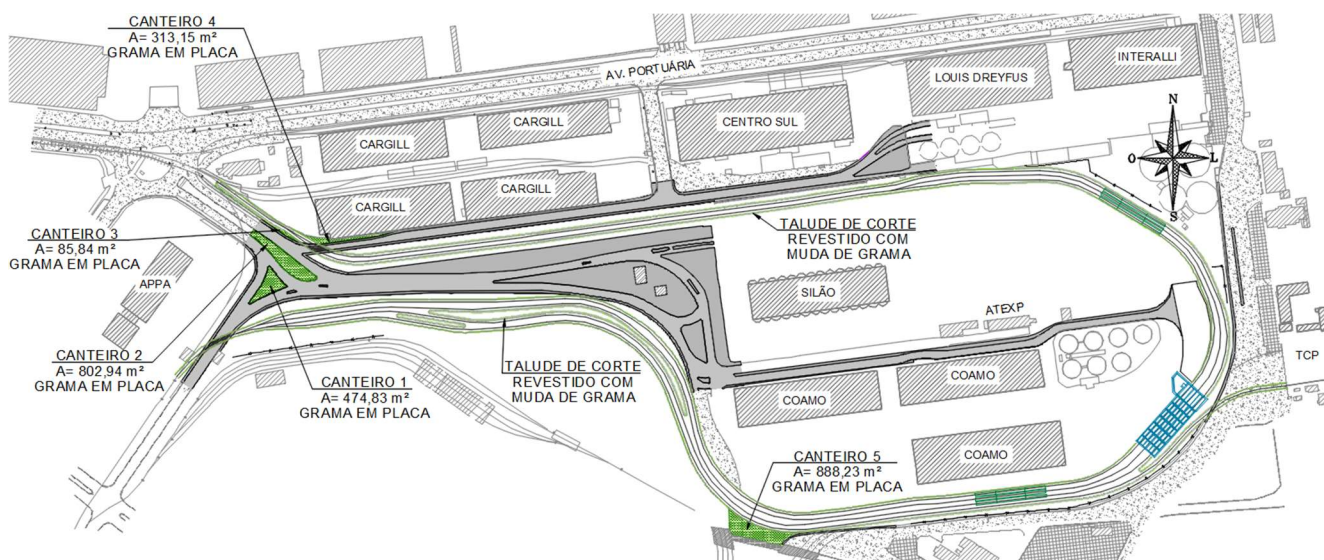 CANTEIRO 4
A= 313,15 m²
GRAMA EM PLACA
AV. PORTUÁRIA
INTERALLI
LOUIS DREYFUS
CENTRO SUL
CARGILL
CARGILL
CARGILL
CARGILL
N
O
L
S
CANTEIRO 3
A= 85,84 m²
GRAMA EM PLACA
TALUDE DE CORTE
REVESTIDO COM
MUDA DE GRAMA
APPA
SILÃO
ATEXP
CANTEIRO 2
A= 802,94 m²
GRAMA EM PLACA
CANTEIRO 1
A= 474,83 m²
GRAMA EM PLACA
TALUDE DE CORTE
REVESTIDO COM
MUDA DE GRAMA
TCP
COAMO
COAMO
COAMO
CANTEIRO 5
A= 888,23 m²
GRAMA EM PLACA